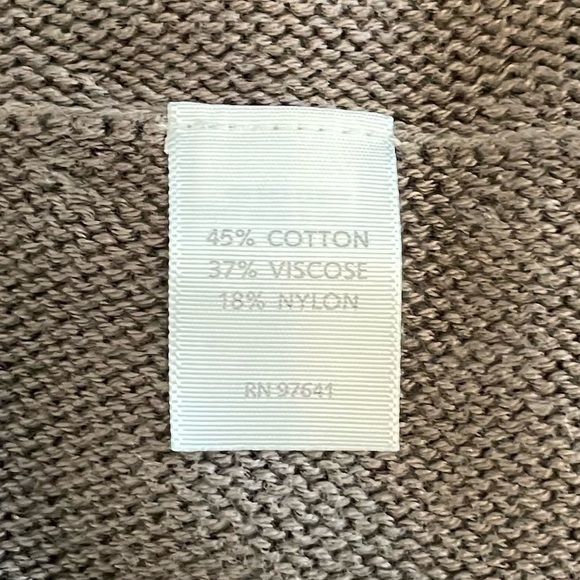 45% COTTON
37% VISCOSE
18% NYLON
RN 97641